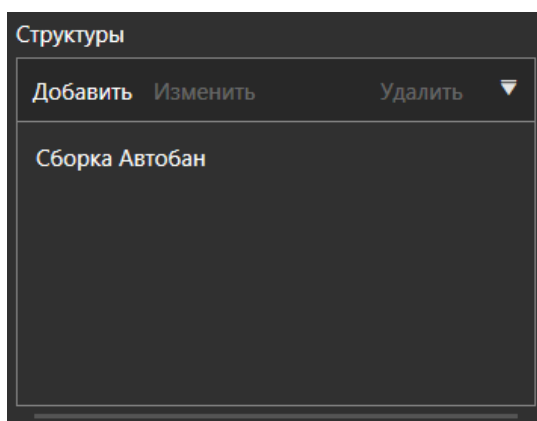 Структуры
Добавить Изменить Удалить
Сборка Автобан